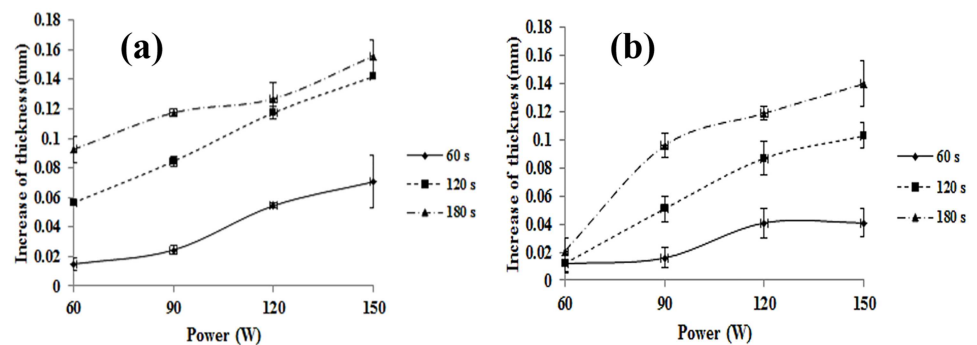 (a)
Increase of thickness(mm)
0.18
0.16
0.14
0.12
0.1
0.08
0.06
0.04
0.02
0
60 90 120 150
Power (W)
60 s
120 s
180 s
(b)
Increase of thickness(mm)
0.18
0.16
0.14
0.12
0.1
0.08
0.06
0.04
0.02
0
60 90 120 150
Power (W)
60 s
120 s
180 s